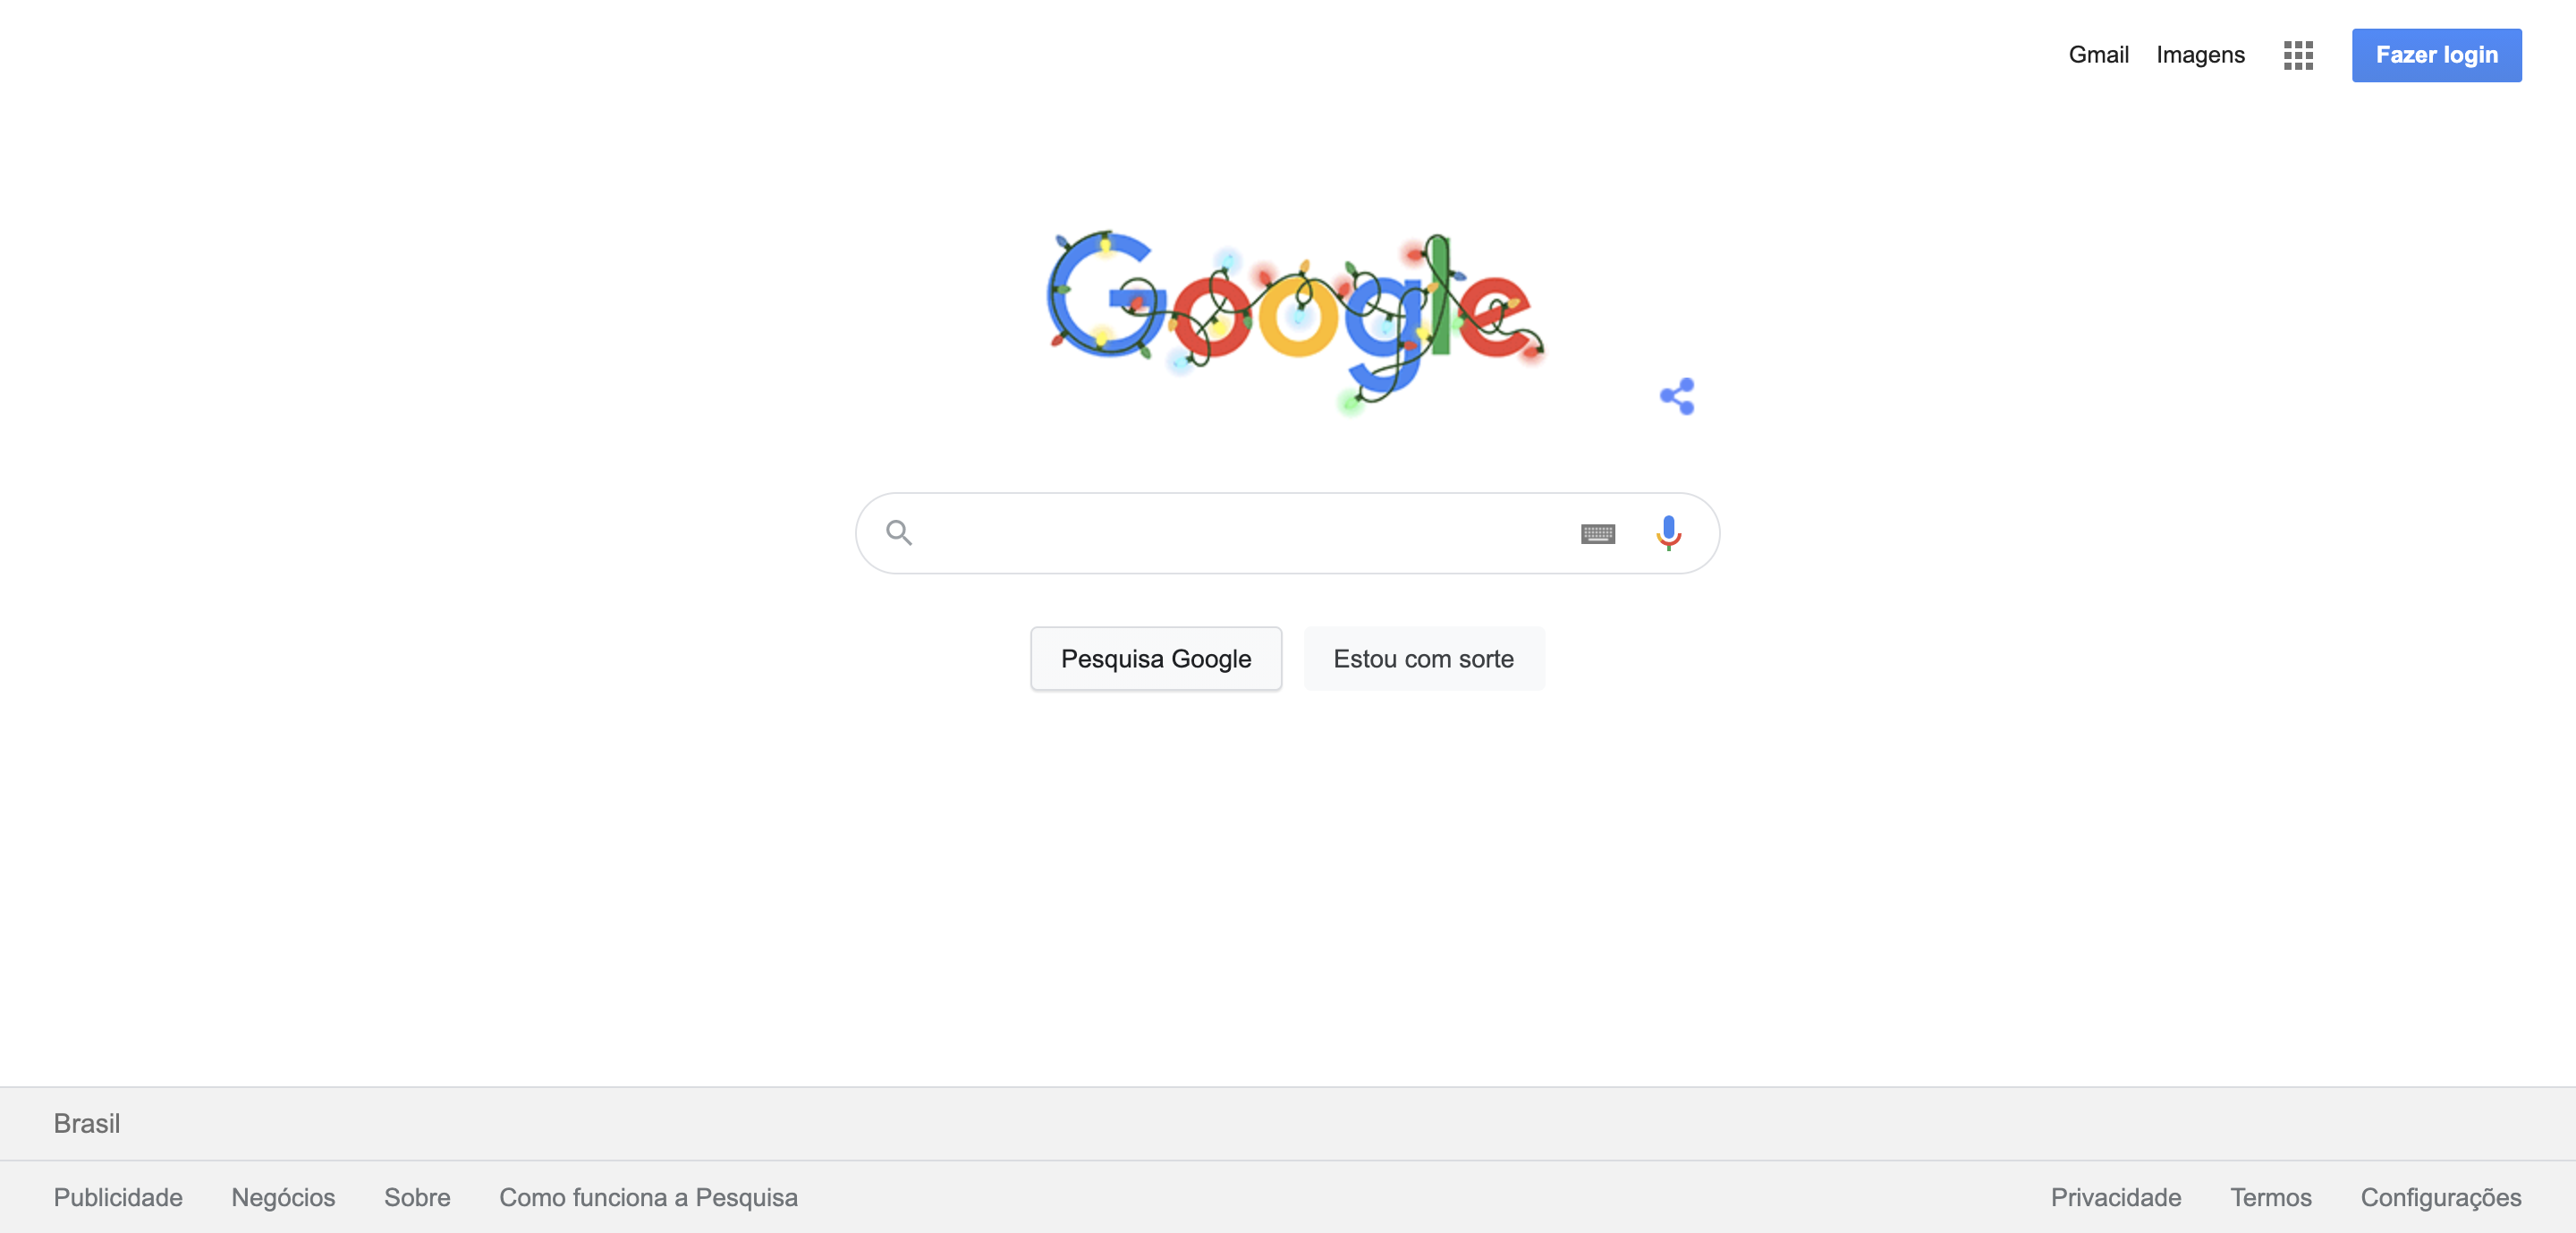 Gmail Imagens Fazer login
Google
Pesquisa Google Estou com sorte
Brasil
Publicidade Negócios Sobre Como funciona a Pesquisa Privacidade Termos Configurações